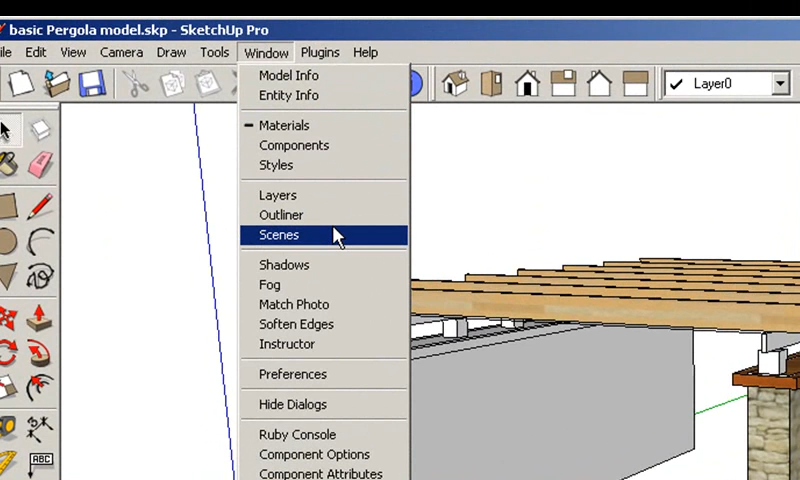 basic Pergola model.skp - SketchUp Pro
ile Edit View Camera Draw Tools Window Plugins Help
Layer0
Model Info
Entity Info
Materials
Components
Styles
Layers
Outliner
Scenes
Shadows
Fog
Match Photo
Soften Edges
Instructor
Preferences
Hide Dialogs
Ruby Console
Component Options
Component Attributes
ABC